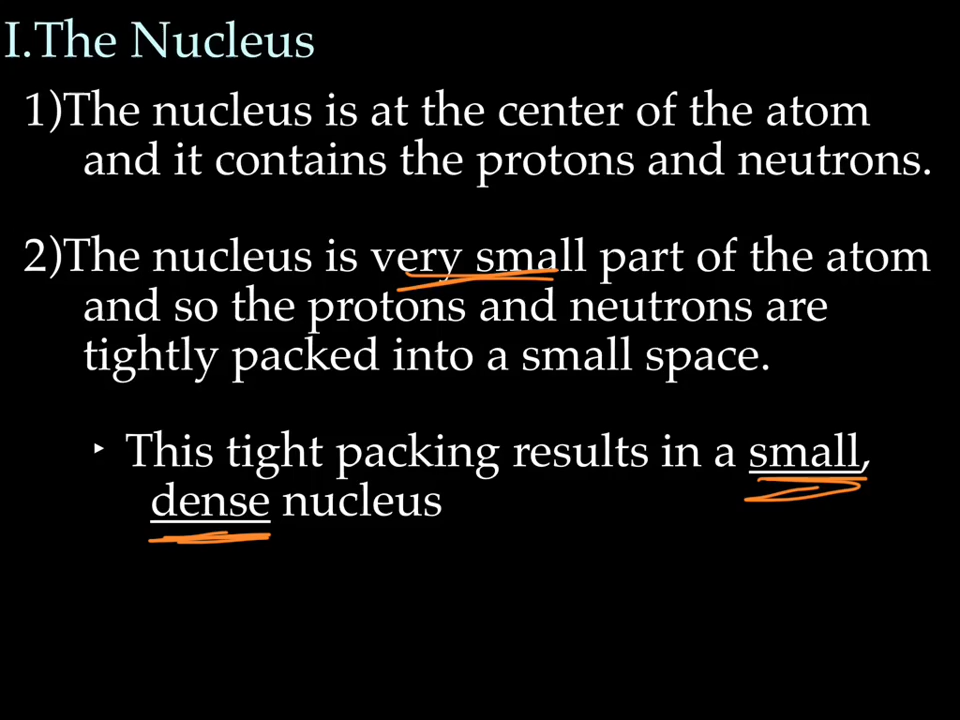 I.The Nucleus
1)The nucleus is at the center of the atom
and it contains the protons and neutrons.
2)The nucleus is very small part of the atom
and so the protons and neutrons are
tightly packed into a small space.
‣ This tight packing results in a small,
dense nucleus